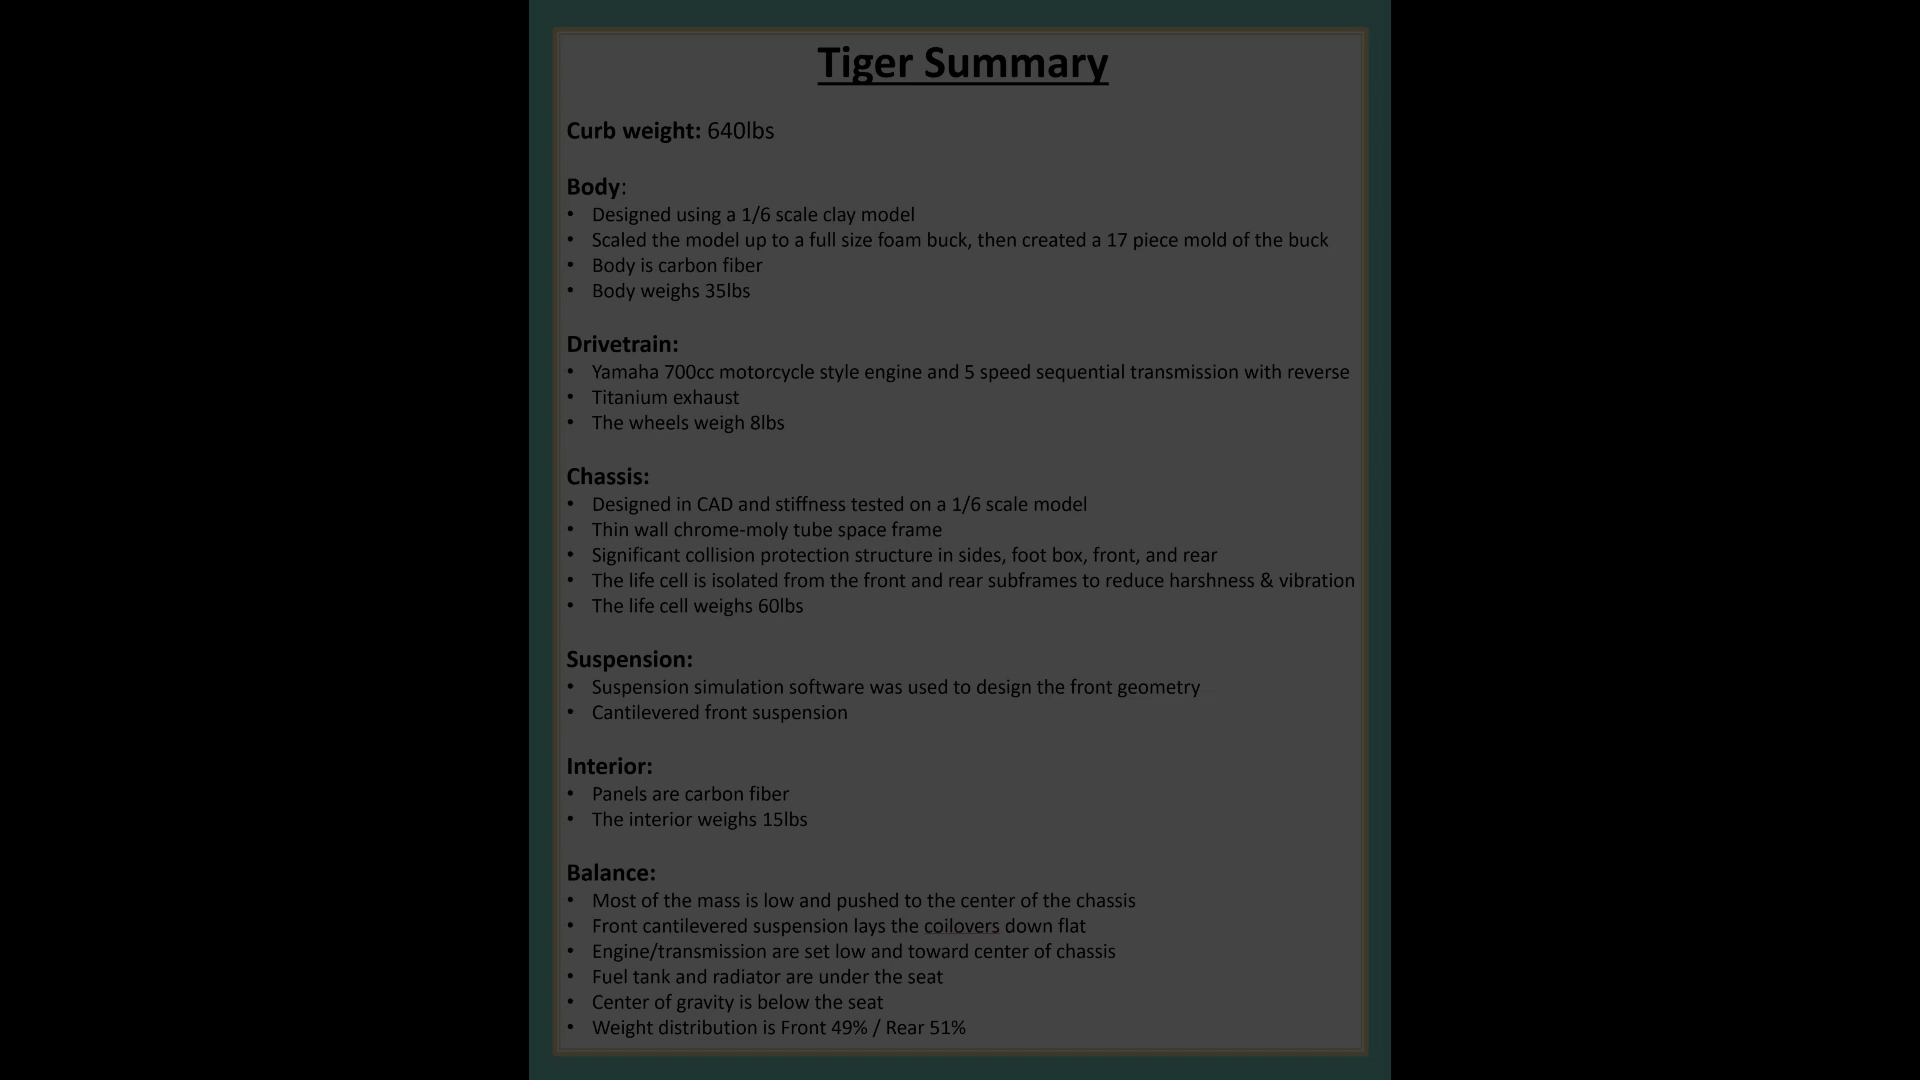 Tiger Summary
Curb weight: 640lbs
Body:
• Designed using a 1/6 scale clay model
• Scaled the model up to a full size foam buck, then created a 17 piece mold of the buck
• Body is carbon fiber
• Body weighs 35lbs
Drivetrain:
• Yamaha 700cc motorcycle style engine and 5 speed sequential transmission with reverse
• Titanium exhaust
• The wheels weigh 8lbs
Chassis:
• Designed in CAD and stiffness tested on a 1/6 scale model
• Thin wall chrome-moly tube space frame
• Significant collision protection structure in sides, foot box, front, and rear
• The life cell is isolated from the front and rear subframes to reduce harshness & vibration
• The life cell weighs 60lbs
Suspension:
• Suspension simulation software was used to design the front geometry
• Cantilevered front suspension
Interior:
• Panels are carbon fiber
• The interior weighs 15lbs
Balance:
• Most of the mass is low and pushed to the center of the chassis
• Front cantilevered suspension lays the coilovers down flat
• Engine/transmission are set low and toward center of chassis
• Fuel tank and radiator are under the seat
• Center of gravity is below the seat
• Weight distribution is Front 49% / Rear 51%